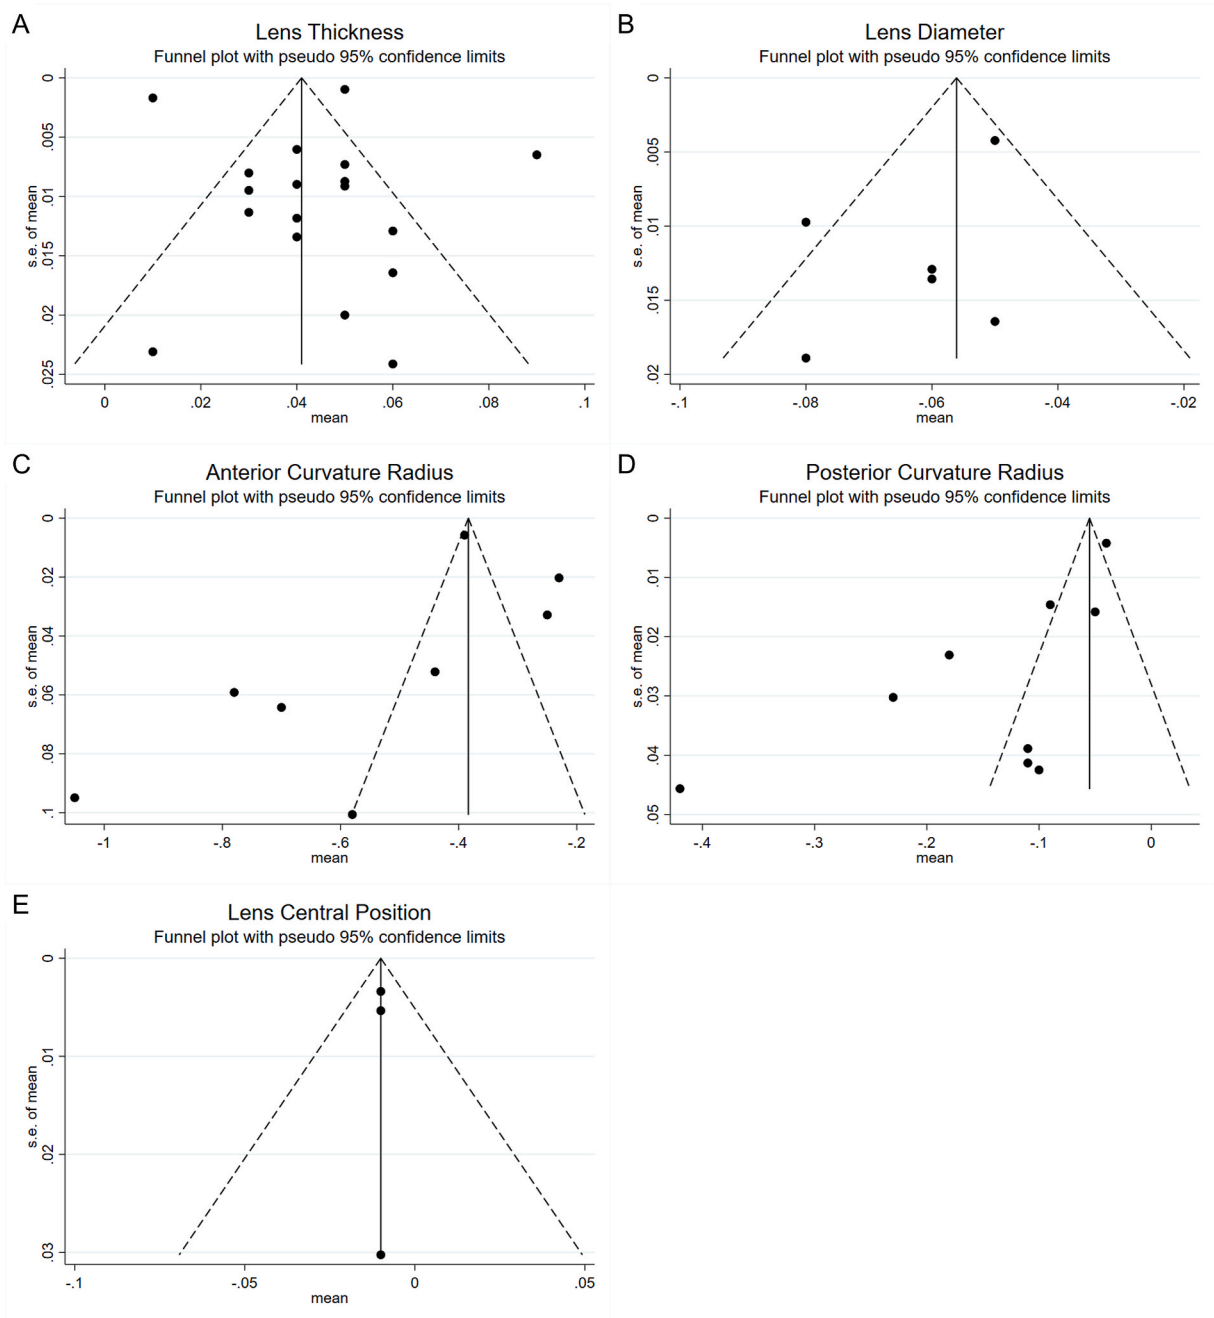 A
Lens Thickness
Funnel plot with pseudo 95% confidence limits
s.e. of mean
0
.005
.01
.015
.02
.025
0
.02
.04
.06
.08
.1
mean
B
Lens Diameter
Funnel plot with pseudo 95% confidence limits
s.e. of mean
0
.005
.01
.015
.02
-.1
-.08
-.06
-.04
-.02
mean
C
Anterior Curvature Radius
Funnel plot with pseudo 95% confidence limits
s.e. of mean
0
.02
.04
.06
.08
.1
-1
-.8
-.6
-.4
-.2
mean
D
Posterior Curvature Radius
Funnel plot with pseudo 95% confidence limits
s.e. of mean
0
.01
.02
.03
.04
.05
-.4
-.3
-.2
-.1
0
mean
E
Lens Central Position
Funnel plot with pseudo 95% confidence limits
s.e. of mean
0
.01
.02
.03
-.1
-.05
0
.05
mean